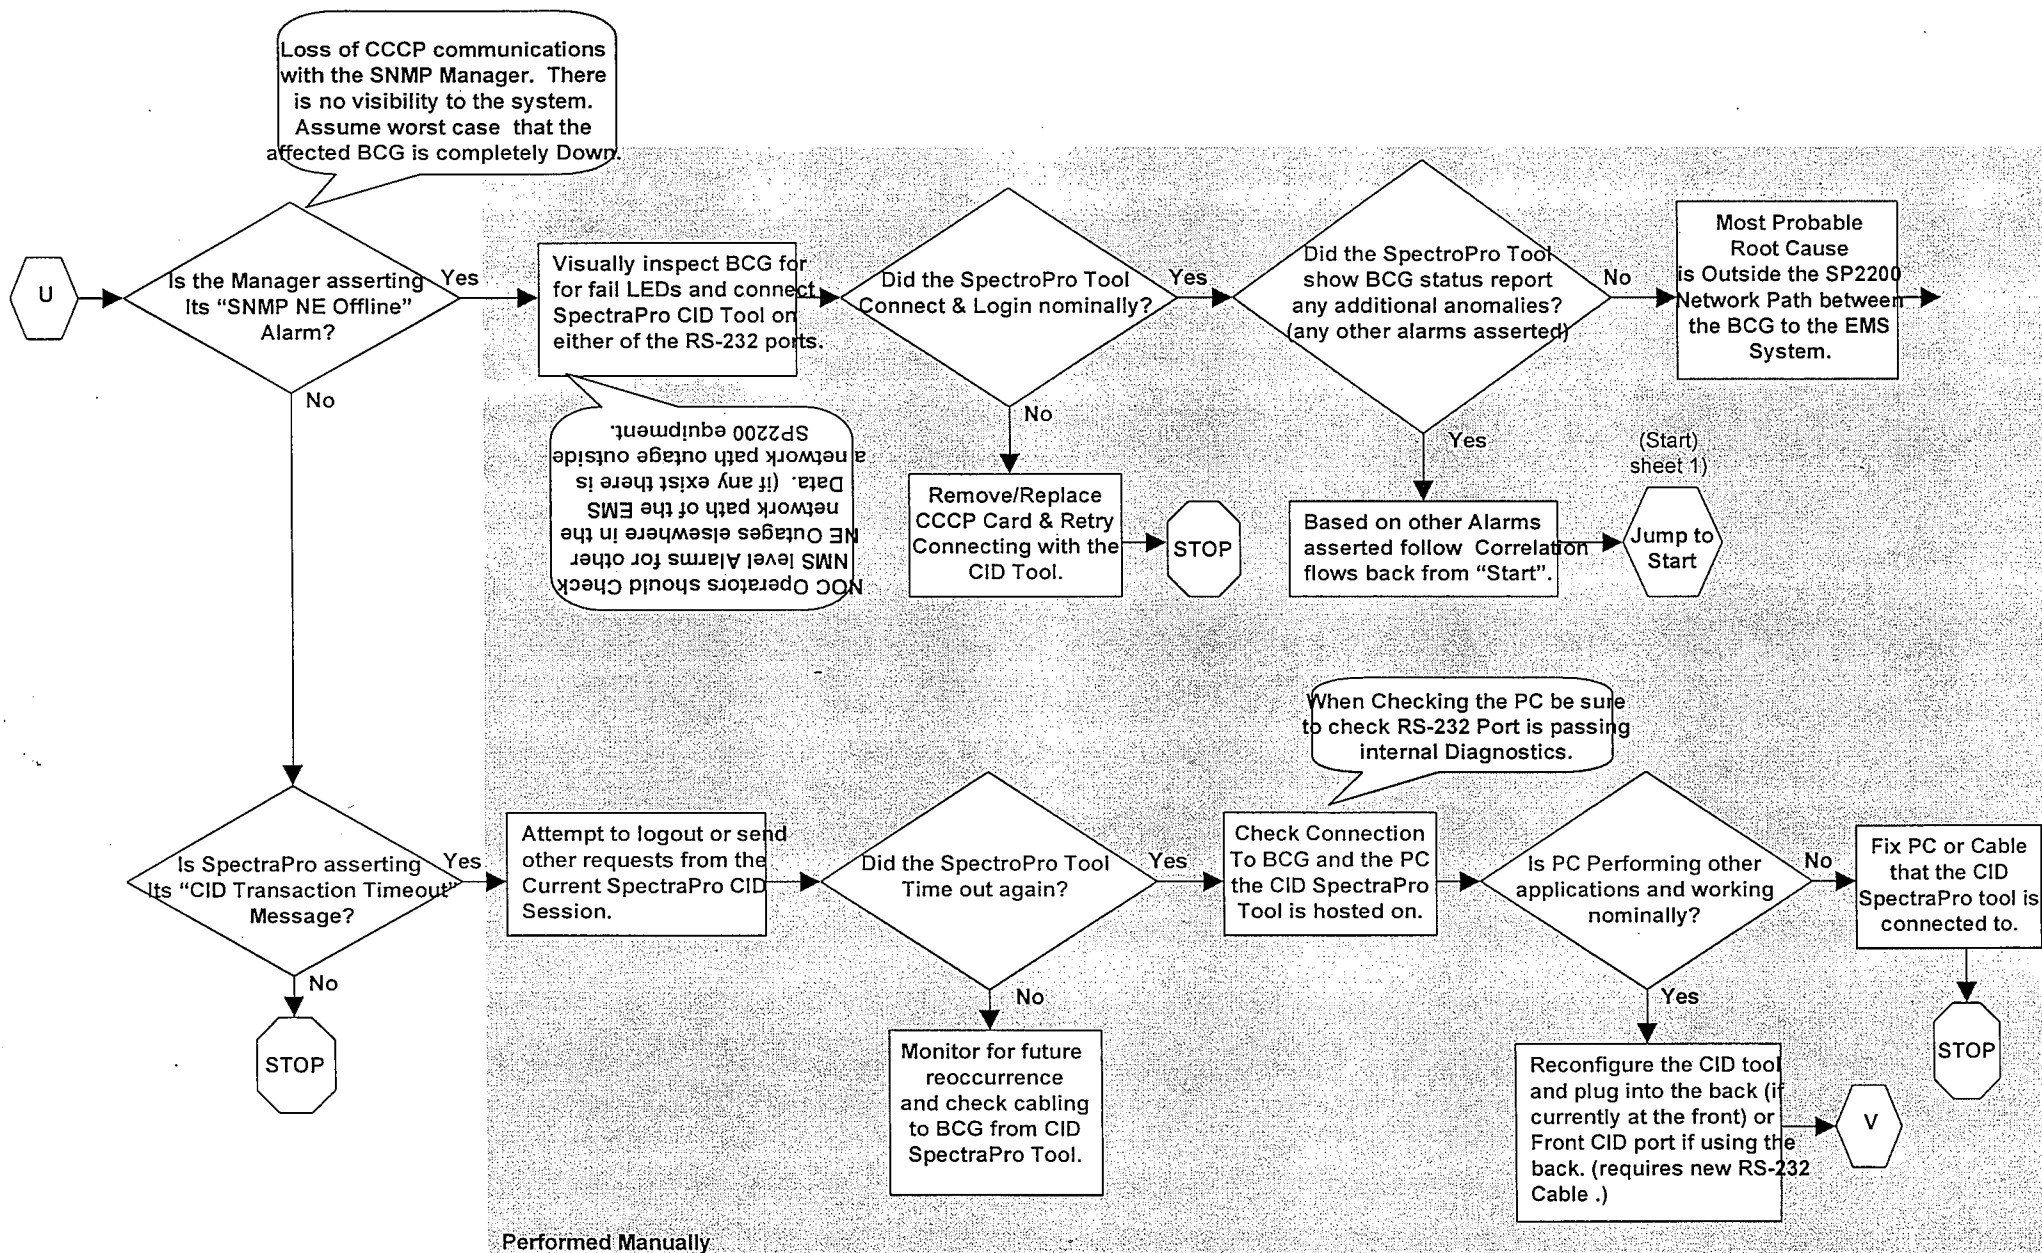 Loss of CCCP communications
with the SNMP Manager. There
is no visibility to the system.
Assume worst case that the
affected BCG is completely Down.
U
Is the Manager asserting
Its “SNMP NE Offline”
Alarm?
Yes
No
Visually inspect BCG for
for fail LEDs and connect
SpectraPro CID Tool on
either of the RS-232 ports.
NOC Operators should Check
NMS level Alarms for other
NE Outages elsewhere in the
network path of the EMS
Data. (if any exist there is
a network path outage outside
SP2200 equipment.
Did the SpectroPro Tool
Connect & Login nominally?
Yes
No
Remove/Replace
CCCP Card & Retry
Connecting with the
CID Tool.
STOP
Did the SpectroPro Tool
show BCG status report
any additional anomalies?
(any other alarms asserted)
No
Yes
Most Probable
Root Cause
is Outside the SP2200
Network Path between
the BCG to the EMS
System.
Based on other Alarms
asserted follow Correlation
flows back from “Start”.
(Start)
sheet 1)
Jump to
Start
Is SpectraPro asserting
Its “CID Transaction Timeout”
Message?
Yes
No
STOP
Attempt to logout or send
other requests from the
Current SpectraPro CID
Session.
Did the SpectroPro Tool
Time out again?
Yes
No
Monitor for future
reoccurrence
and check cabling
to BCG from CID
SpectraPro Tool.
When Checking the PC be sure
to check RS-232 Port is passing
internal Diagnostics.
Check Connection
To BCG and the PC
the CID SpectraPro
Tool is hosted on.
Is PC Performing other
applications and working
nominally?
No
Yes
Fix PC or Cable
that the CID
SpectraPro tool is
connected to.
STOP
Reconfigure the CID tool
and plug into the back (if
currently at the front) or
Front CID port if using the
back. (requires new RS-232
Cable .)
V
Performed Manually